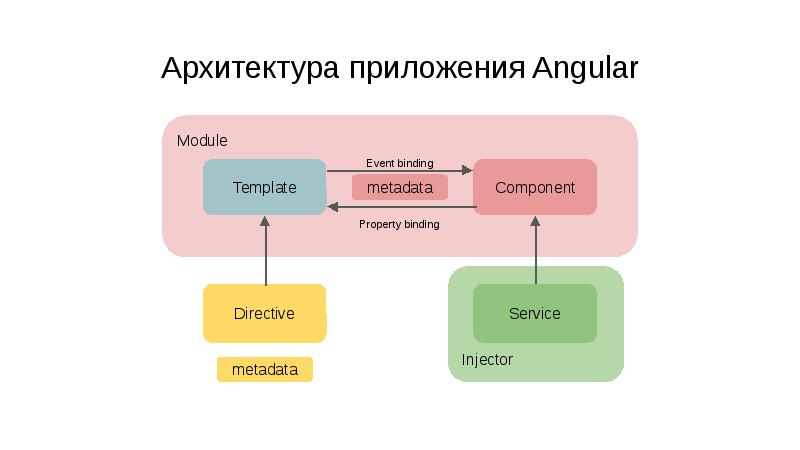 Архитектура приложения Angular
Module
Event binding
Template
metadata
Component
Property binding
Directive
Service
Injector
metadata